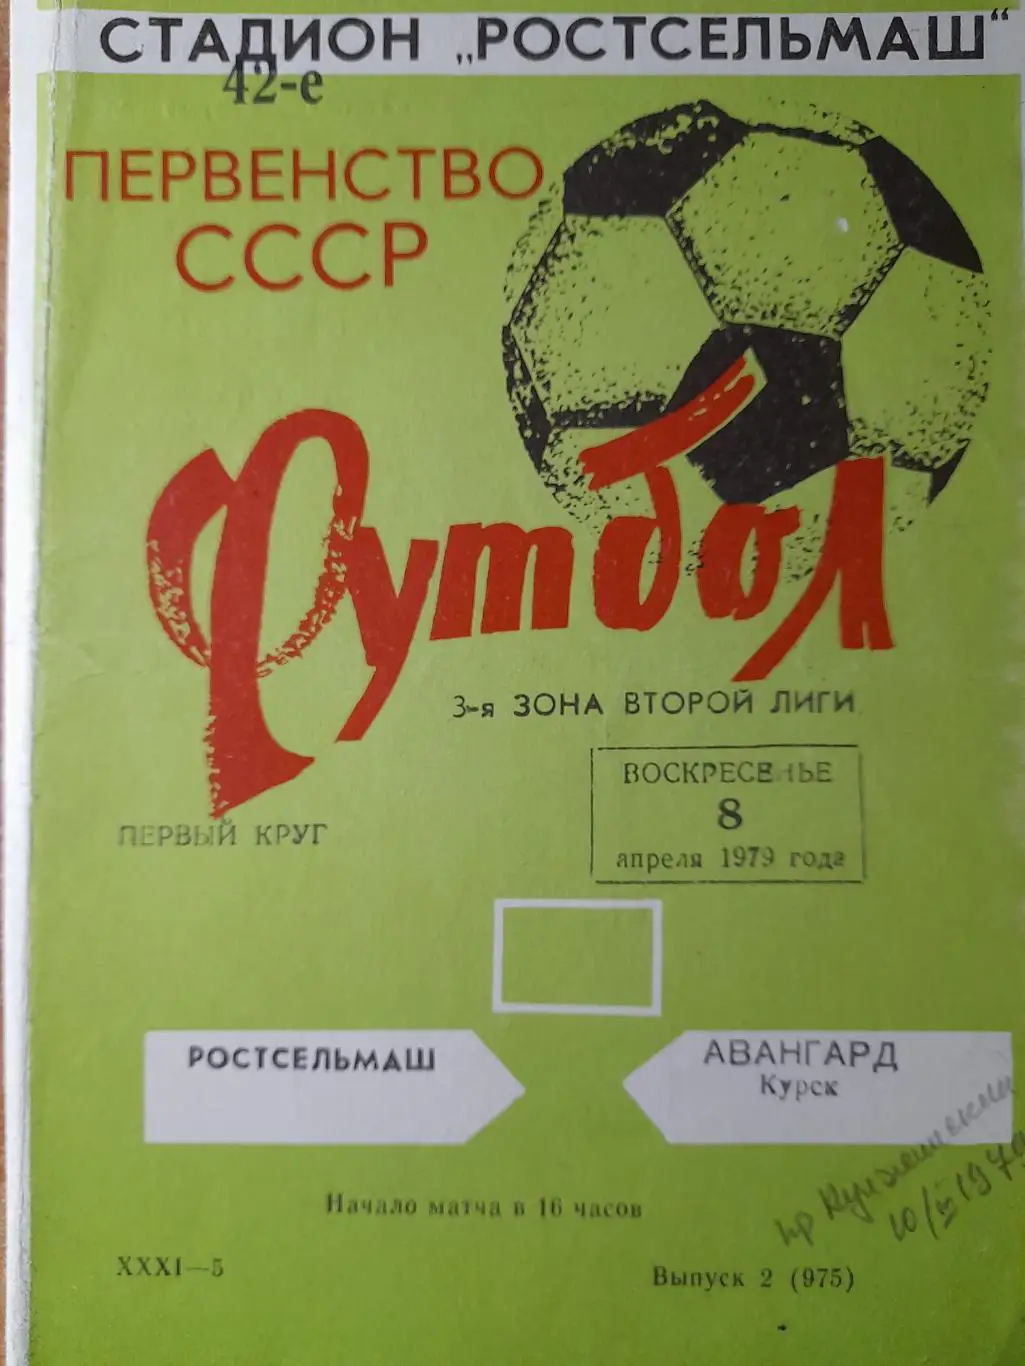 СТАДИОН „РОСТСЕЛЬМАШ“
42-е
ПЕРВЕНСТВО
СССР
Футбол
3-я ЗОНА ВТОРОЙ ЛИГИ
ВОСКРЕСЕНЬЕ
8
апреля 1979 года
ПЕРВЫЙ КРУГ
РОСТСЕЛЬМАШ
АВАНГАРД
Курск
Начало матча в 16 часов
XXXI—5
Выпуск 2 (975)